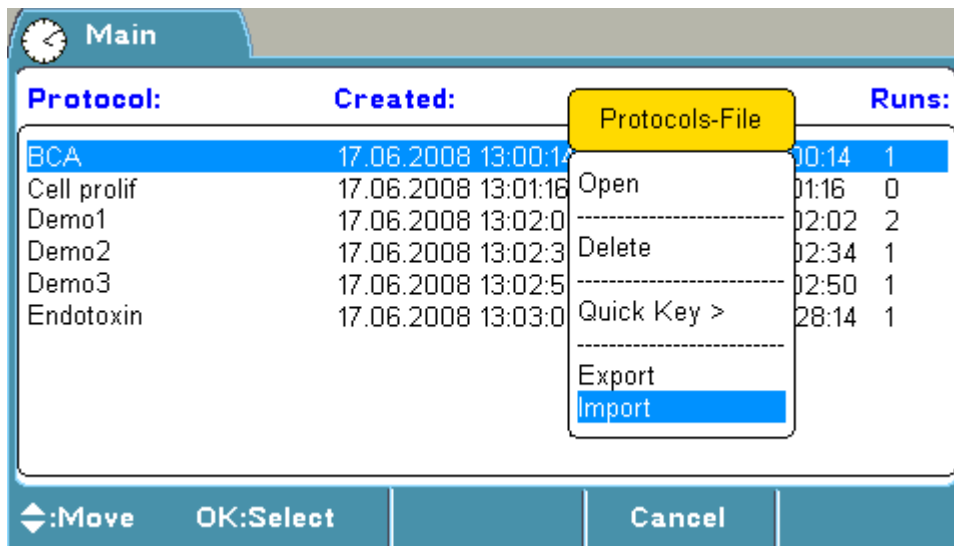 Main
Protocol: Created: Runs:
Protocols-File
BCA 17.06.2008 13:00:14 00:14 1
Cell prolif 17.06.2008 13:01:16 01:16 0
Demo1 17.06.2008 13:02:0 02:02 2
Demo2 17.06.2008 13:02:3 02:34 1
Demo3 17.06.2008 13:02:5 02:50 1
Endotoxin 17.06.2008 13:03:0 28:14 1
Open
Delete
Quick Key >
Export
Import
:Move OK:Select Cancel